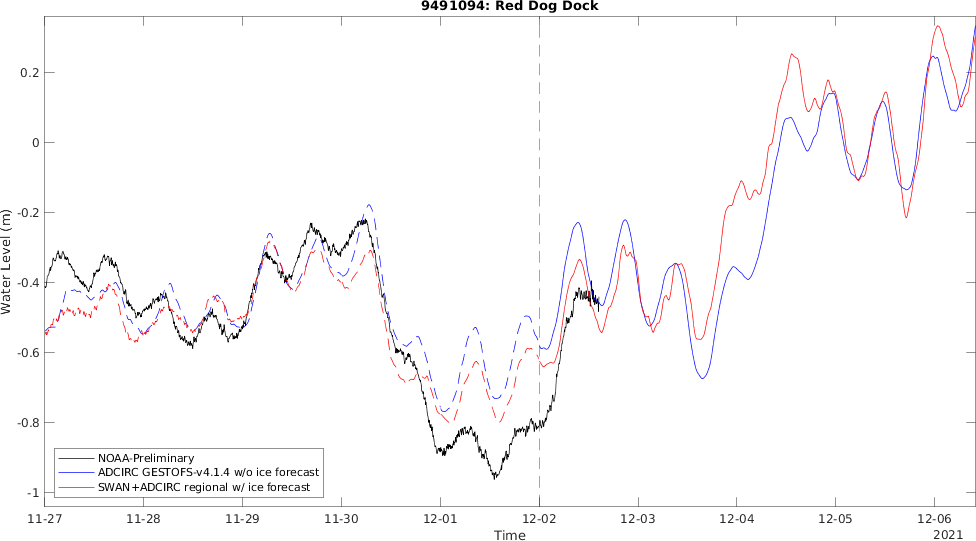 9491094: Red Dog Dock
0.2
0
-0.2
-0.4
-0.6
-0.8
-1
Water Level (m)
NOAA-Preliminary
ADCIRC GESTOFS-v4.1.4 w/o ice forecast
SWAN+ADCIRC regional w/ ice forecast
11-27 11-28 11-29 11-30 12-01 12-02 12-03 12-04 12-05 12-06
Time
2021